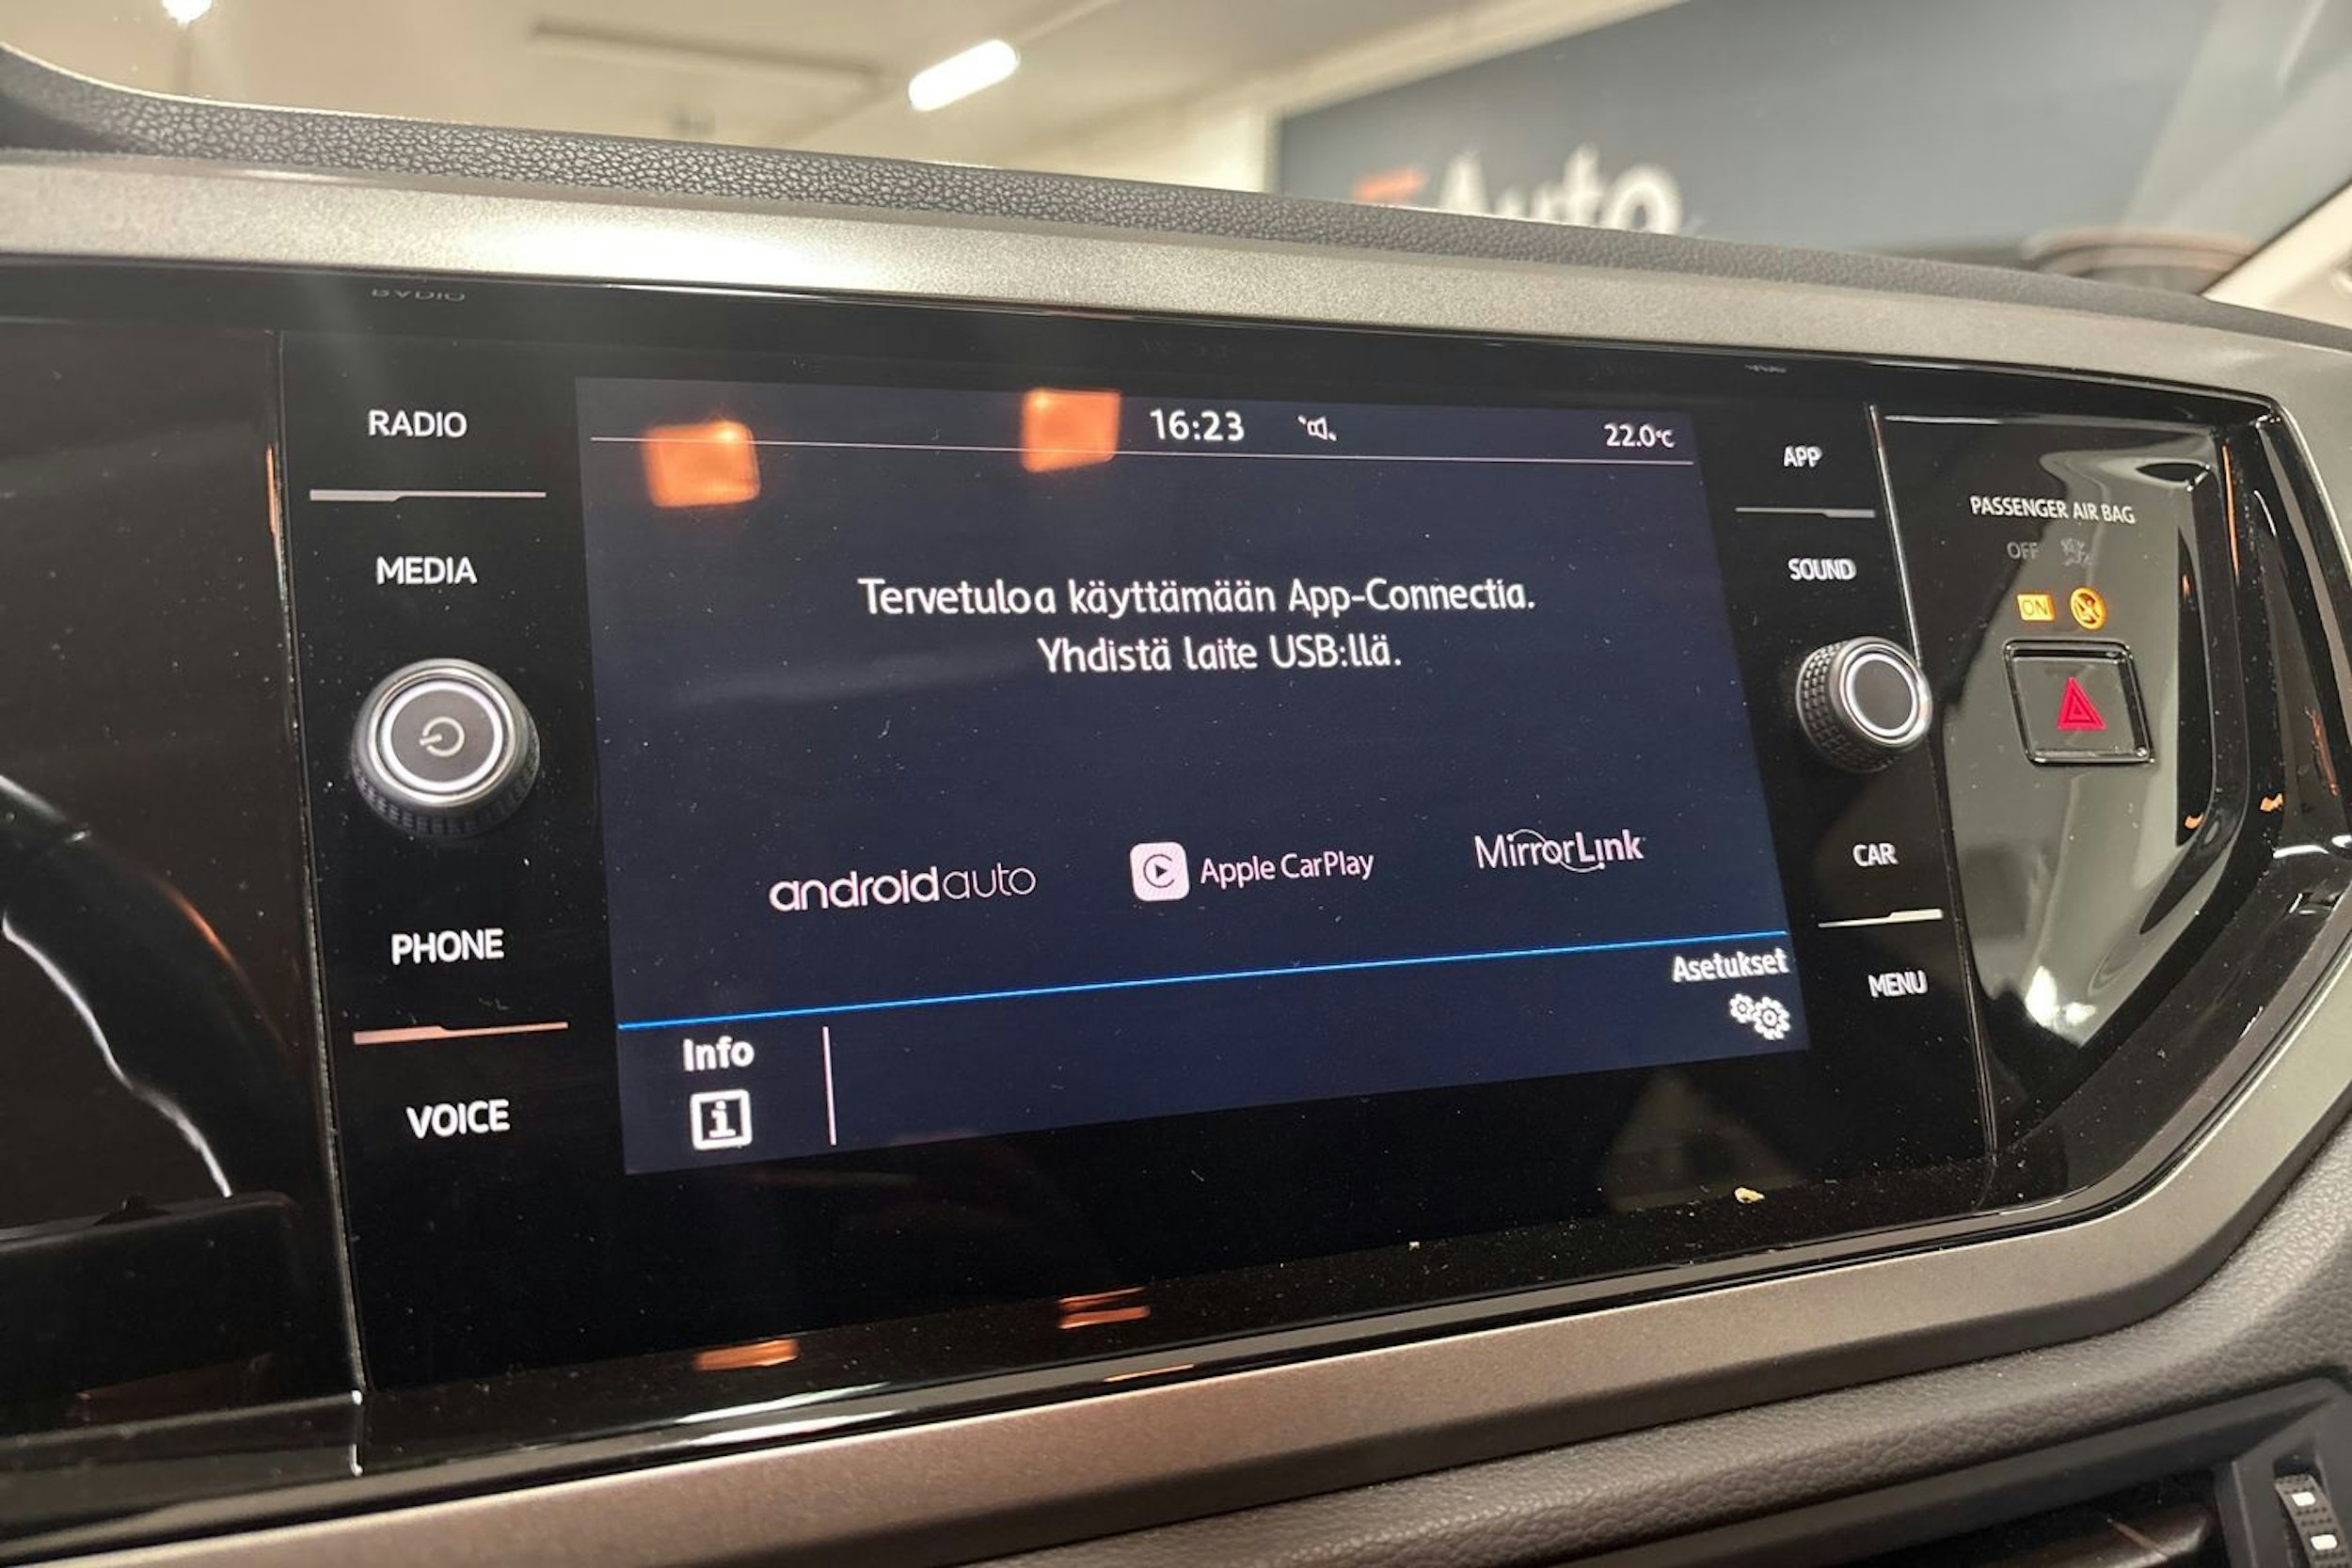 Auto
RADIO
MEDIA
PHONE
VOICE
16:23
22.0°C
Tervetuloa käyttämään App-Connectia.
Yhdistä laite USB:llä.
androidauto
Apple CarPlay
MirrorLink
Asetukset
Info
APP
SOUND
CAR
MENU
PASSENGER AIR BAG
OFF
ON